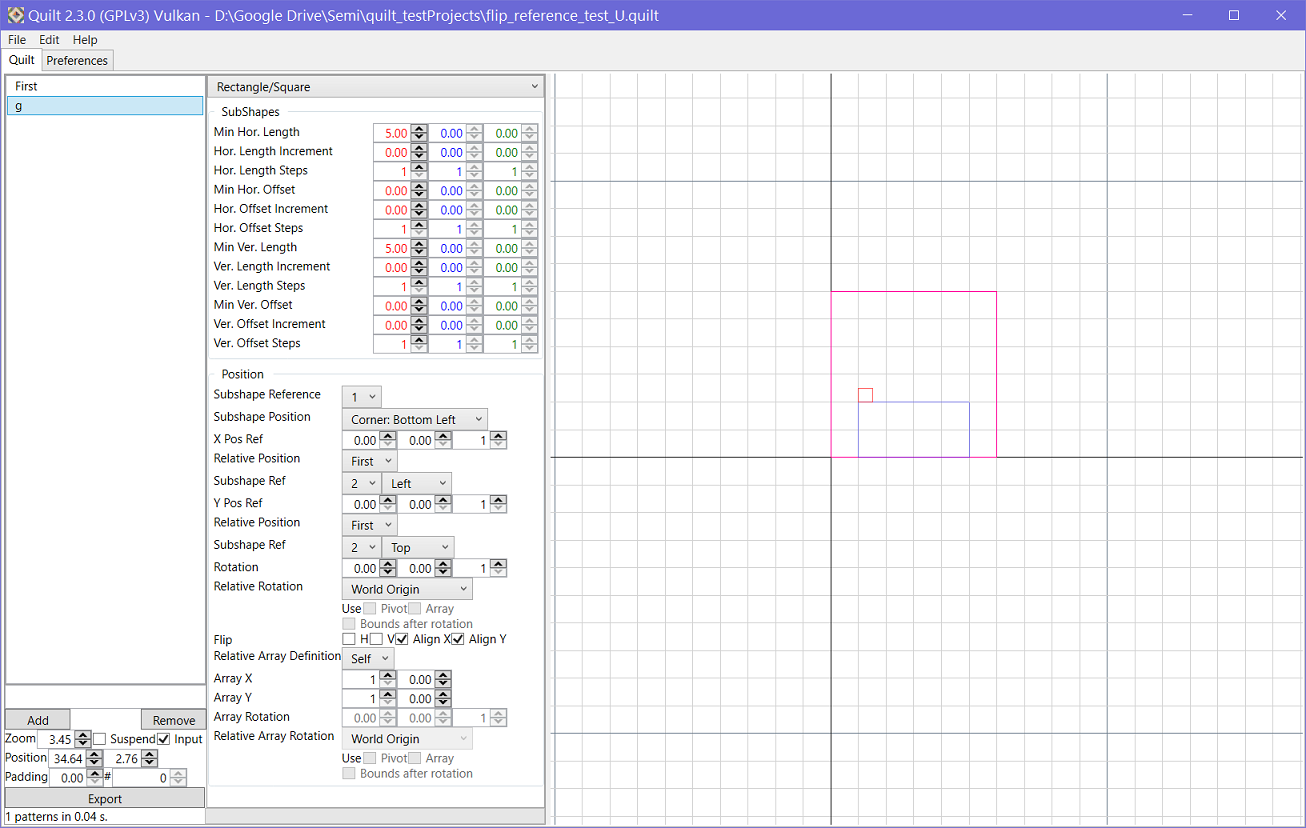 Quilt 2.3.0 (GPLv3) Vulkan - D:\Google Drive\Semi\quilt_testProjects\flip_reference_test_U.quilt
File Edit Help
Quilt Preferences
First
g
Rectangle/Square
SubShapes
Min Hor. Length 5.00 0.00 0.00
Hor. Length Increment 0.00 0.00 0.00
Hor. Length Steps 1 1 1
Min Hor. Offset 0.00 0.00 0.00
Hor. Offset Increment 0.00 0.00 0.00
Hor. Offset Steps 1 1 1
Min Ver. Length 5.00 0.00 0.00
Ver. Length Increment 0.00 0.00 0.00
Ver. Length Steps 1 1 1
Min Ver. Offset 0.00 0.00 0.00
Ver. Offset Increment 0.00 0.00 0.00
Ver. Offset Steps 1 1 1
Position
Subshape Reference 1
Subshape Position Corner: Bottom Left
X Pos Ref 0.00 0.00 1
Relative Position First
Subshape Ref 2 Left
Y Pos Ref 0.00 0.00 1
Relative Position First
Subshape Ref 2 Top
Rotation 0.00 0.00 1
Relative Rotation World Origin
Use Pivot Array
Bounds after rotation
Flip H V Align X Align Y
Relative Array Definition Self
Array X 1 0.00
Array Y 1 0.00
Array Rotation 0.00 0.00 1
Relative Array Rotation World Origin
Use Pivot Array
Bounds after rotation
Add Remove
Zoom 3.45 Suspend Input
Position 34.64 2.76
Padding 0.00 # 0
Export
1 patterns in 0.04 s.